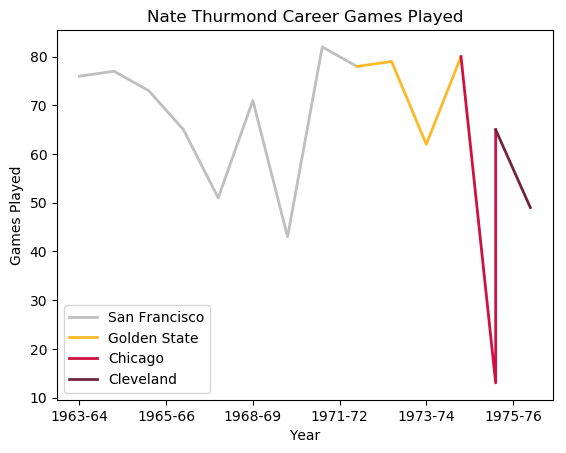 Nate Thurmond Career Games Played
Games Played
80
70
60
50
40
30
20
10
San Francisco
Golden State
Chicago
Cleveland
1963-64 1965-66 1968-69 1971-72 1973-74 1975-76
Year